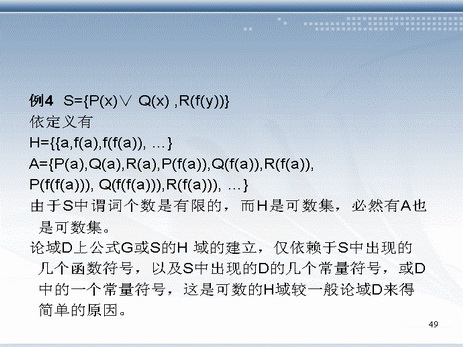 例4 S={P(x)∨ Q(x) ,R(f(y))}
依定义有
H={{a,f(a),f(f(a)), …}
A={P(a),Q(a),R(a),P(f(a)),Q(f(a)),R(f(a)),
P(f(f(a))), Q(f(f(a))),R(f(a))), …}
由于S中谓词个数是有限的，而H是可数集，必然有A也
是可数集。
论域D上公式G或S的H 域的建立，仅依赖于S中出现的
几个函数符号，以及S中出现的D的几个常量符号，或D
中的一个常量符号，这是可数的H域较一般论域D来得
简单的原因。
49